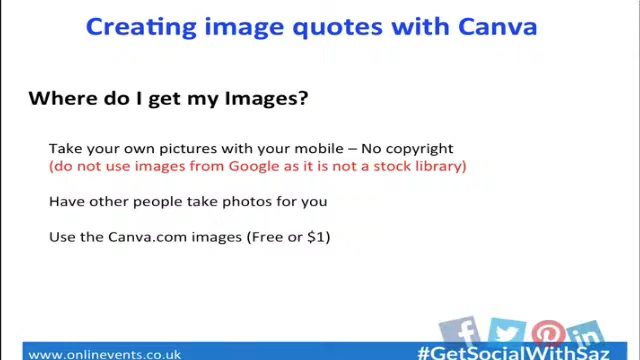 Creating image quotes with Canva
Where do I get my Images?
Take your own pictures with your mobile – No copyright
(do not use images from Google as it is not a stock library)
Have other people take photos for you
Use the Canva.com images (Free or $1)
www.onlinevents.co.uk
#GetSocialWithSaz